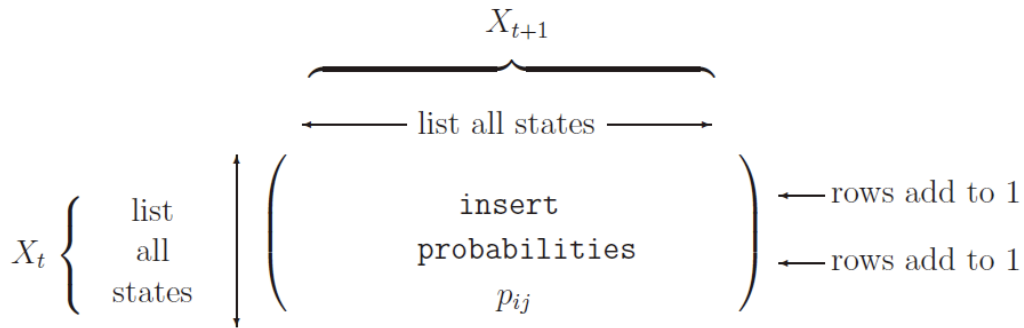 X_{t+1}
list all states
insert
rows add to 1
list
X_t
all
probabilities
rows add to 1
states
p_{ij}